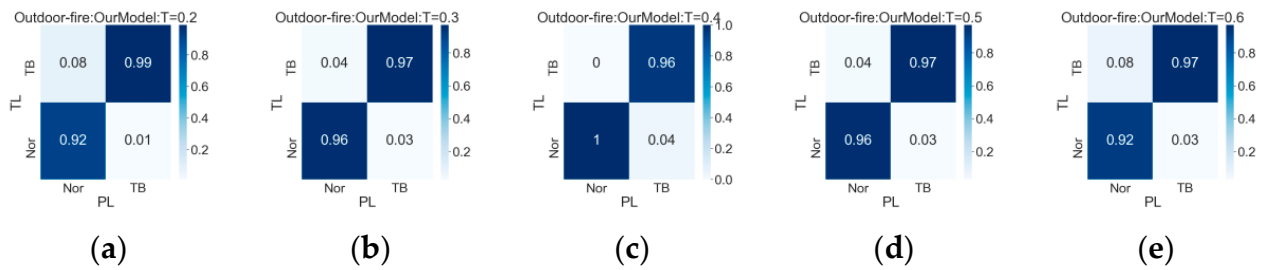 Outdoor-fire:OurModel:T=0.2
TB
0.08
0.99
0.8
0.6
TL
0.4
Nor
0.92
0.01
0.2
Nor
TB
PL
(a)
Outdoor-fire:OurModel:T=0.3
TB
0.04
0.97
0.8
0.6
TL
0.4
Nor
0.96
0.03
0.2
Nor
TB
PL
(b)
Outdoor-fire:OurModel:T=0.4
1.0
TB
0
0.96
0.8
0.6
TL
0.4
Nor
1
0.04
0.2
0.0
Nor
TB
PL
(c)
Outdoor-fire:OurModel:T=0.5
TB
0.04
0.97
0.8
0.6
TL
0.4
Nor
0.96
0.03
0.2
Nor
TB
PL
(d)
Outdoor-fire:OurModel:T=0.6
TB
0.08
0.97
0.8
0.6
TL
0.4
Nor
0.92
0.03
0.2
Nor
TB
PL
(e)